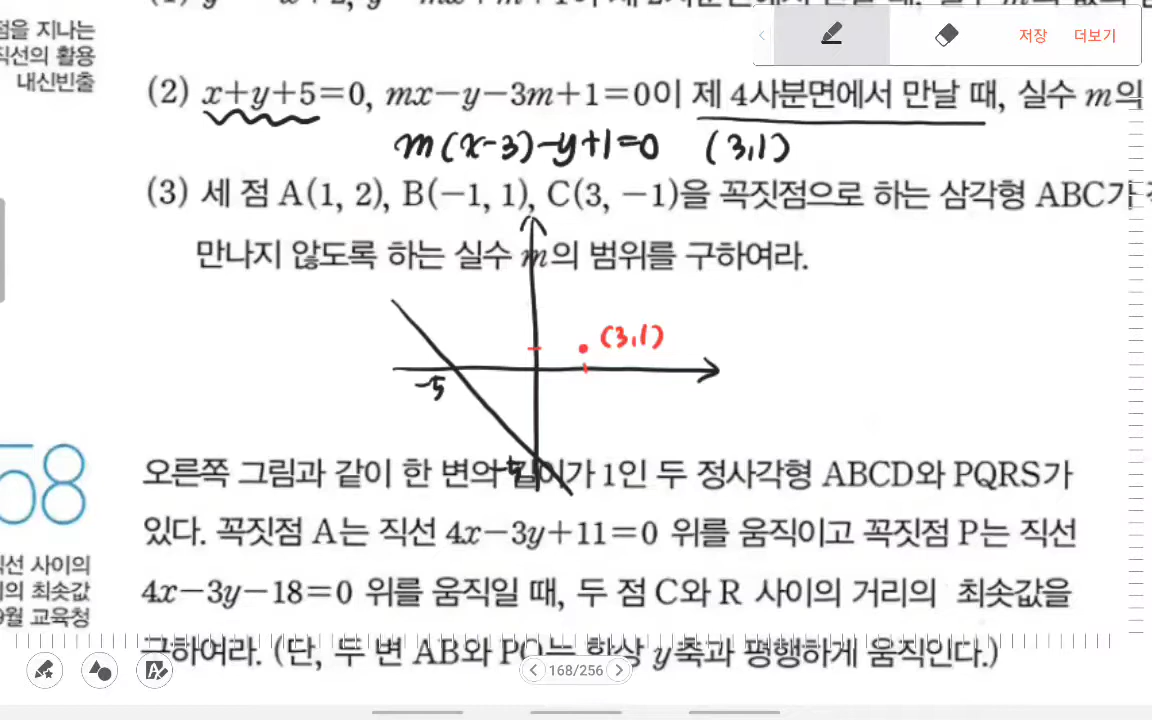 점을 지나는
직선의 활용
내신빈출
저장 더보기
(2) x+y+5=0, mx−y−3m+1=0이 제 4사분면에서 만날 때, 실수 m의
m(x-3)-y+1=0 (3,1)
(3) 세 점 A(1, 2), B(−1, 1), C(3, −1)을 꼭짓점으로 하는 삼각형 ABC가
만나지 않도록 하는 실수 m의 범위를 구하여라.
(3,1)
-5
58
오른쪽 그림과 같이 한 변의 길이가 1인 두 정사각형 ABCD와 PQRS가
있다. 꼭짓점 A는 직선 4x−3y+11=0 위를 움직이고 꼭짓점 P는 직선
직선 사이의
4x−3y−18=0 위를 움직일 때, 두 점 C와 R 사이의 거리의 최솟값을
의 최솟값
9월 교육청
구하여라. (단, 두 변 AB와 PQ는 항상 y축과 평행하게 움직인다.)
168/256